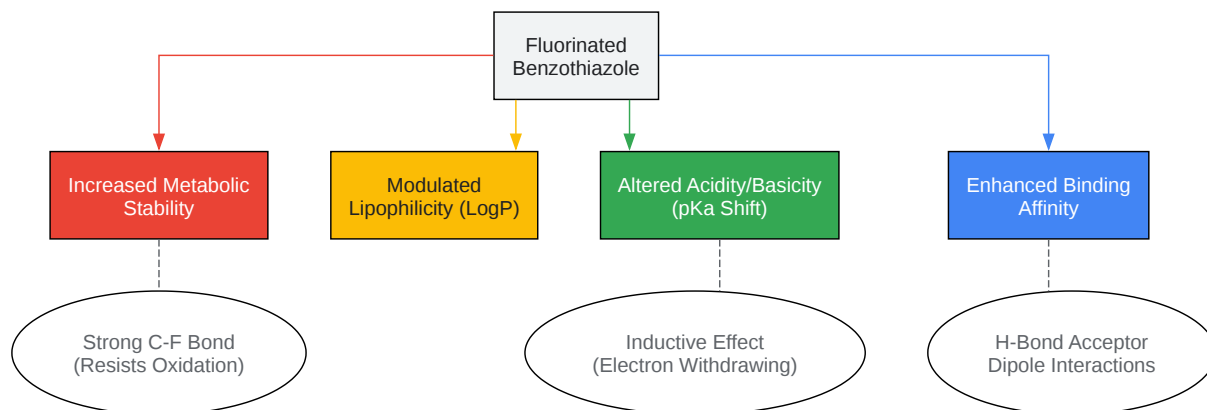 Fluorinated
Benzothiazole
Increased Metabolic
Stability
Modulated
Lipophilicity (LogP)
Altered Acidity/Basicity
(pKa Shift)
Enhanced Binding
Affinity
Strong C-F Bond
(Resists Oxidation)
Inductive Effect
(Electron Withdrawing)
H-Bond Acceptor
Dipole Interactions